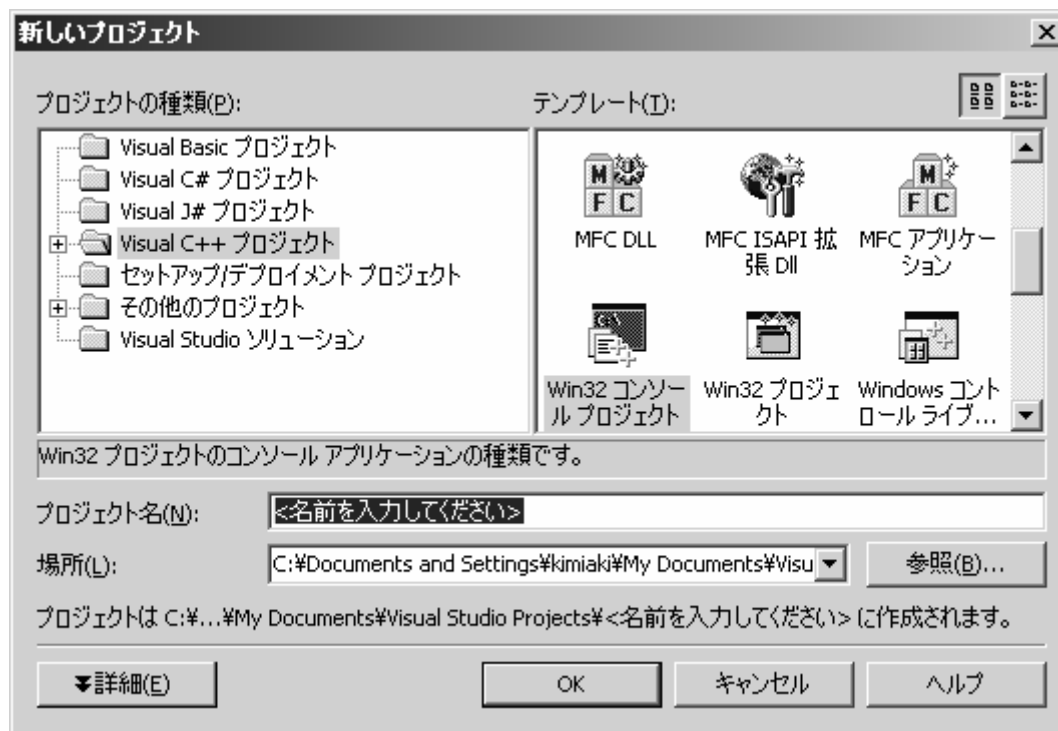 新しいプロジェクト
プロジェクトの種類(P):
テンプレート(T):
Visual Basic プロジェクト
Visual C# プロジェクト
Visual J# プロジェクト
Visual C++ プロジェクト
セットアップ/デプロイメント プロジェクト
その他のプロジェクト
Visual Studio ソリューション
MFC DLL
MFC ISAPI 拡
張 Dll
MFC アプリケー
ション
Win32 コンソー
ル プロジェクト
Win32 プロジェ
クト
Windows コント
ロール ライブ...
Win32 プロジェクトのコンソール アプリケーションの種類です。
プロジェクト名(N):
<名前を入力してください>
場所(L):
C:¥Documents and Settings¥kimiaki¥My Documents¥Visu
参照(B)...
プロジェクトは C:¥...¥My Documents¥Visual Studio Projects¥<名前を入力してください> に作成されます。
詳細(E)
OK
キャンセル
ヘルプ